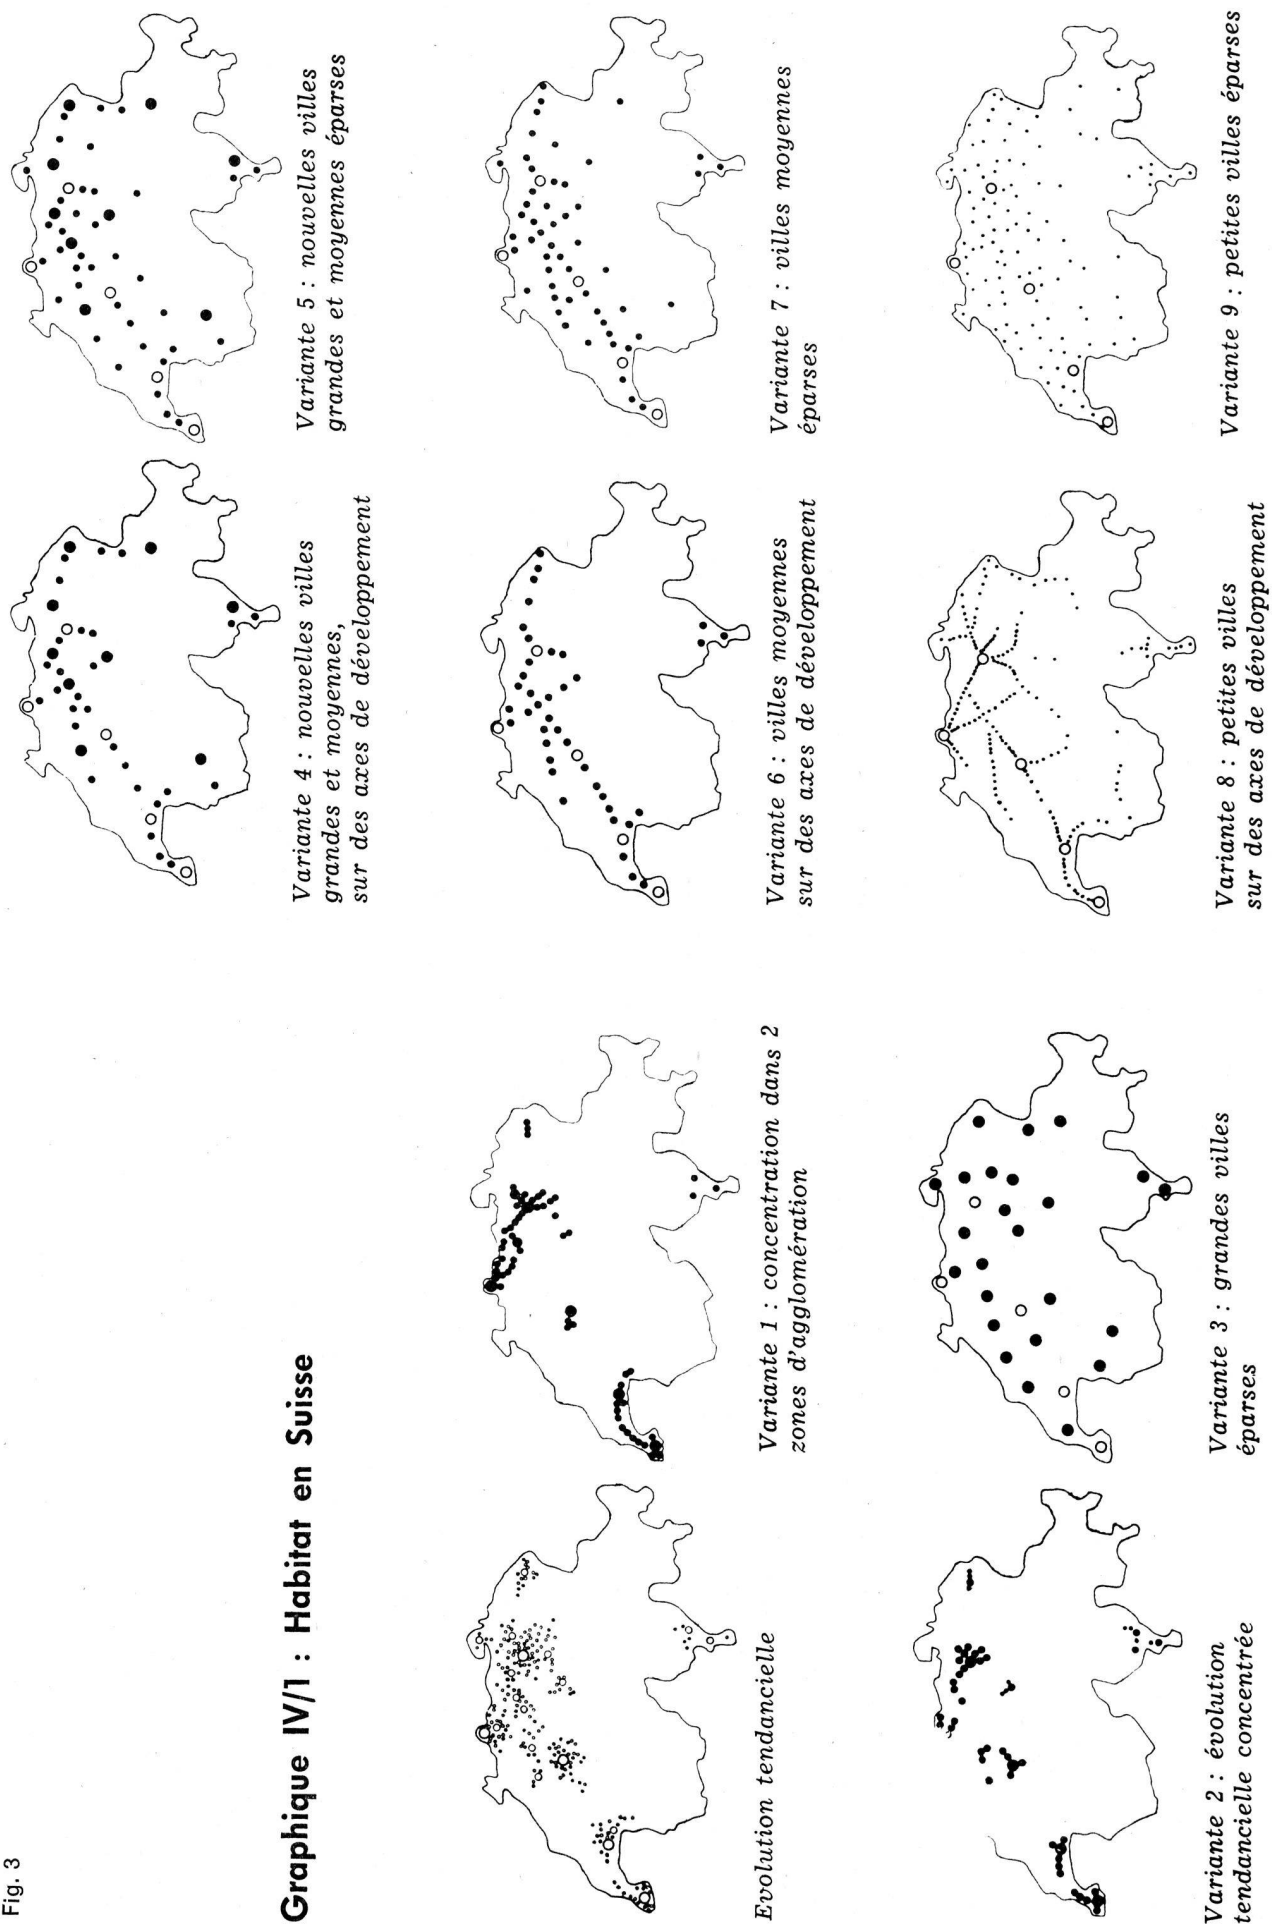 Fig. 3
Graphique IV/1 : Habitat en Suisse
Evolution tendancielle
Variante 1 : concentration dans 2
zones d'agglomération
Variante 2 : évolution
tendancielle concentrée
Variante 3 : grandes villes
éparses
Variante 4 : nouvelles villes
grandes et moyennes,
sur des axes de développement
Variante 5 : nouvelles villes
grandes et moyennes éparses
Variante 6 : villes moyennes
sur des axes de développement
Variante 7 : villes moyennes
éparses
Variante 8 : petites villes
sur des axes de développement
Variante 9 : petites villes éparses